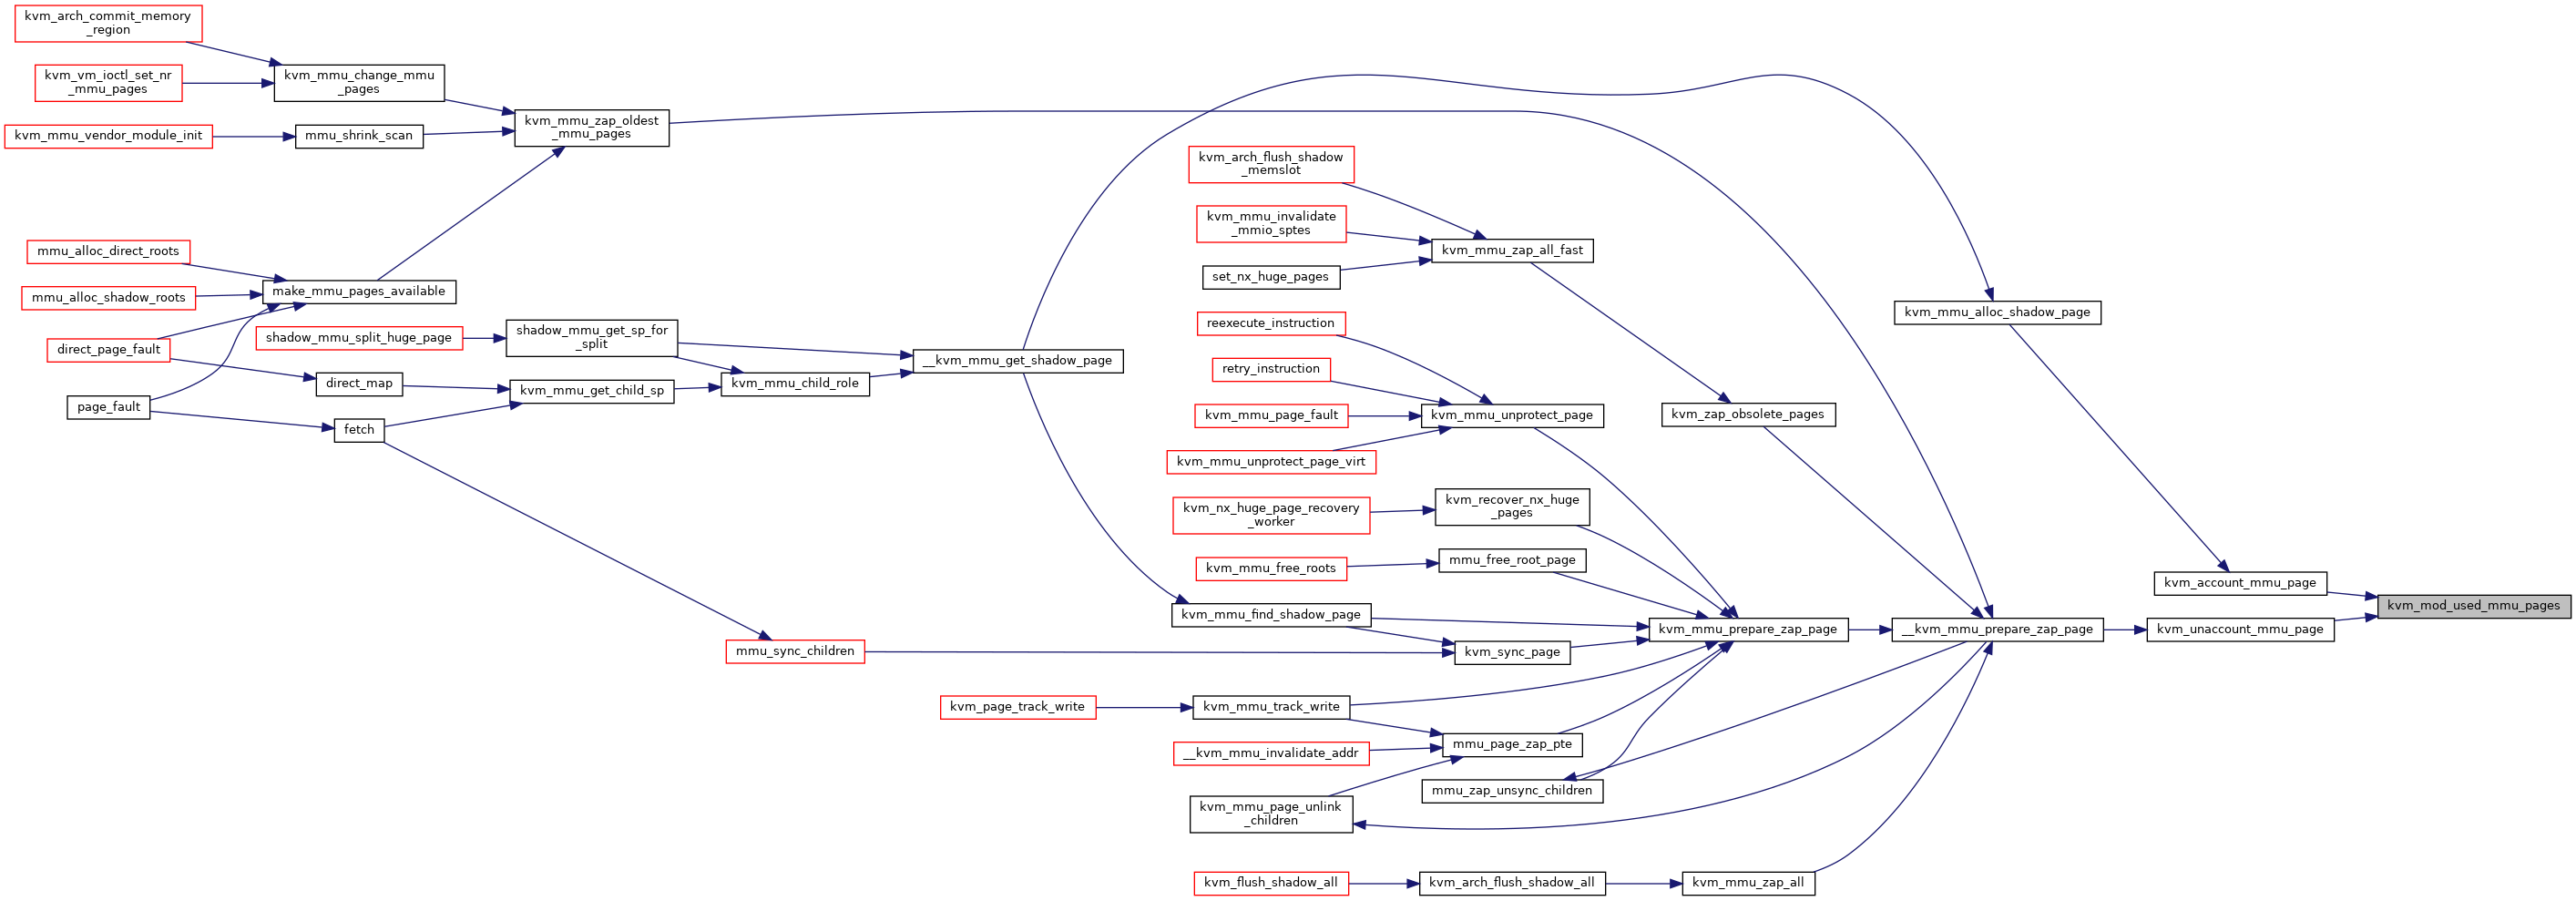 kvm_arch_commit_memory
_region
kvm_vm_ioctl_set_nr
_mmu_pages
kvm_mmu_vendor_module_init
kvm_mmu_change_mmu
_pages
mmu_shrink_scan
kvm_mmu_zap_oldest
_mmu_pages
mmu_alloc_direct_roots
mmu_alloc_shadow_roots
direct_page_fault
page_fault
make_mmu_pages_available
shadow_mmu_split_huge_page
direct_map
fetch
shadow_mmu_get_sp_for
_split
kvm_mmu_get_child_sp
kvm_mmu_child_role
__kvm_mmu_get_shadow_page
mmu_sync_children
kvm_arch_flush_shadow
_memslot
kvm_mmu_invalidate
_mmio_sptes
set_nx_huge_pages
kvm_mmu_zap_all_fast
reexecute_instruction
retry_instruction
kvm_mmu_page_fault
kvm_mmu_unprotect_page_virt
kvm_mmu_unprotect_page
kvm_zap_obsolete_pages
kvm_nx_huge_page_recovery
_worker
kvm_recover_nx_huge
_pages
kvm_mmu_free_roots
mmu_free_root_page
kvm_mmu_find_shadow_page
kvm_sync_page
kvm_page_track_write
kvm_mmu_track_write
__kvm_mmu_invalidate_addr
mmu_page_zap_pte
mmu_zap_unsync_children
kvm_mmu_page_unlink
_children
kvm_flush_shadow_all
kvm_arch_flush_shadow_all
kvm_mmu_zap_all
kvm_mmu_prepare_zap_page
__kvm_mmu_prepare_zap_page
kvm_mmu_alloc_shadow_page
kvm_account_mmu_page
kvm_unaccount_mmu_page
kvm_mod_used_mmu_pages